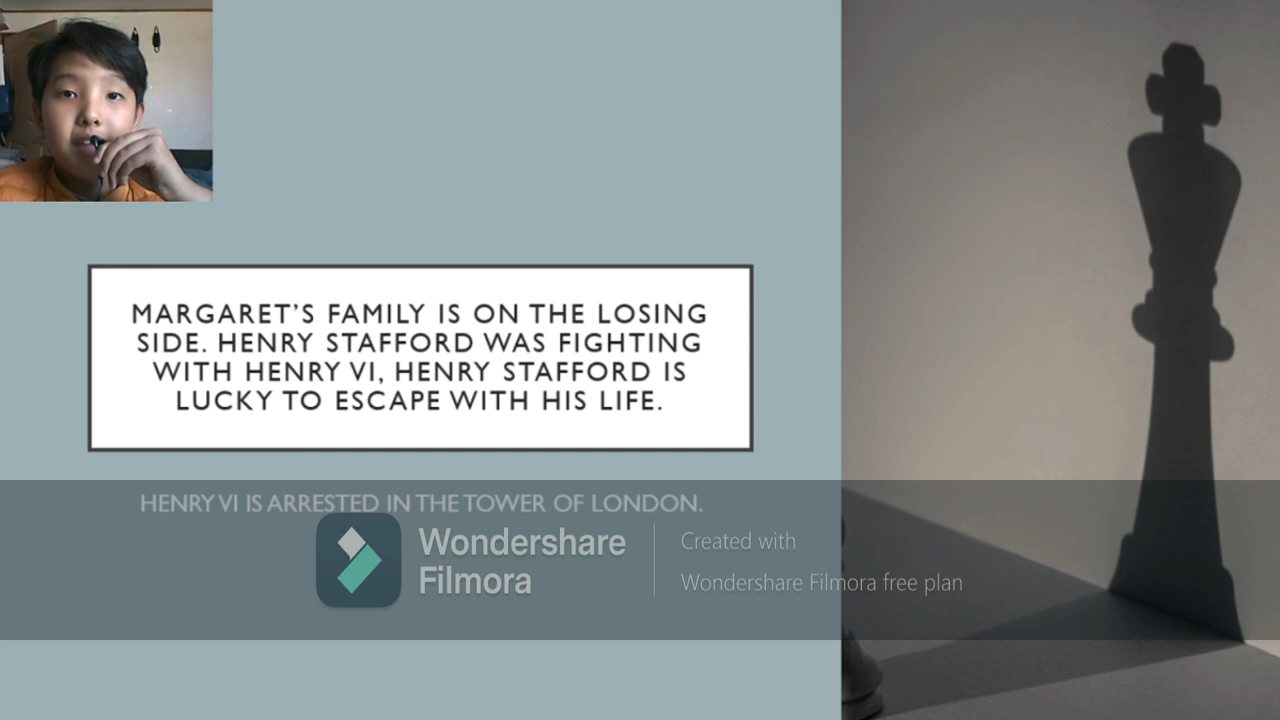 MARGARET'S FAMILY IS ON THE LOSING
SIDE. HENRY STAFFORD WAS FIGHTING
WITH HENRY VI, HENRY STAFFORD IS
LUCKY TO ESCAPE WITH HIS LIFE.
HENRY VI IS ARRESTED IN THE TOWER OF LONDON.
Wondershare
Filmora
Created with
Wondershare Filmora free plan